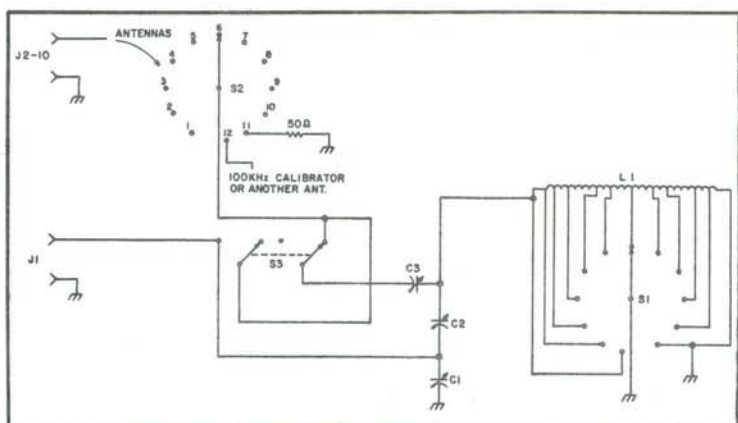 J2-10
ANTENNAS
1
2
3
4
5
6
7
8
9
10
11
12
S2
50Ω
100KHz CALIBRATOR
OR ANOTHER ANT.
J1
S3
C3
C2
C1
L1
S1